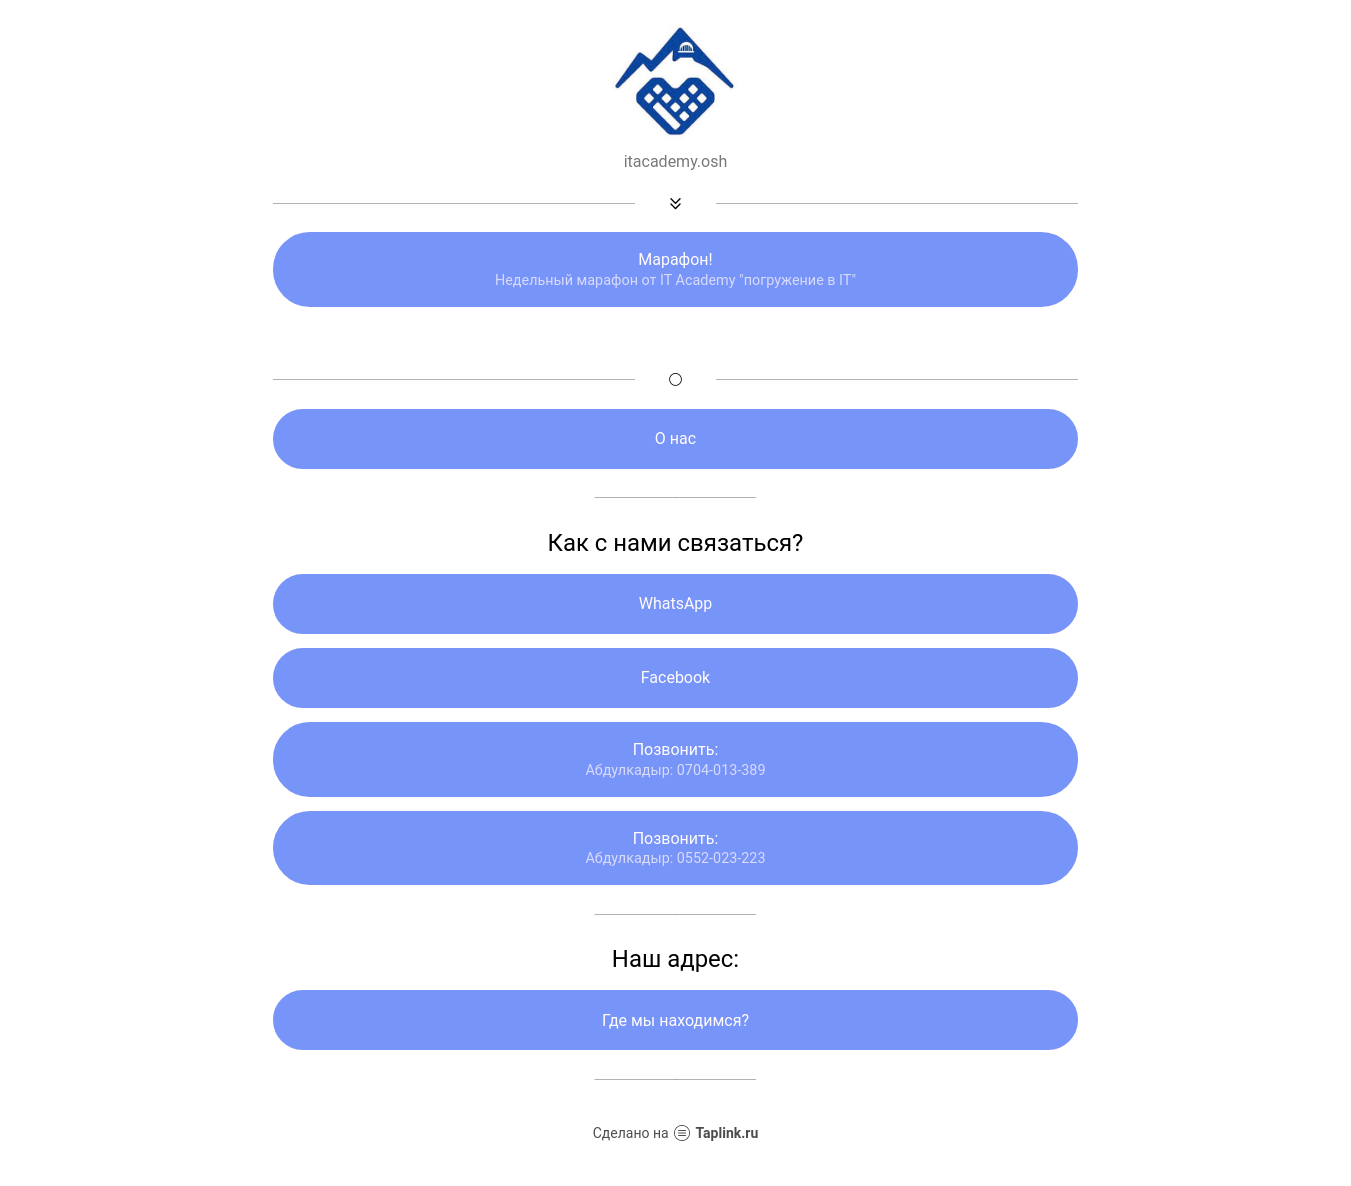 itacademy.osh
Марафон!
Недельный марафон от IT Academy "погружение в IT"
О нас
Как с нами связаться?
WhatsApp
Facebook
Позвонить:
Абдулкадыр: 0704-013-389
Позвонить:
Абдулкадыр: 0552-023-223
Наш адрес:
Где мы находимся?
Сделано на Taplink.ru